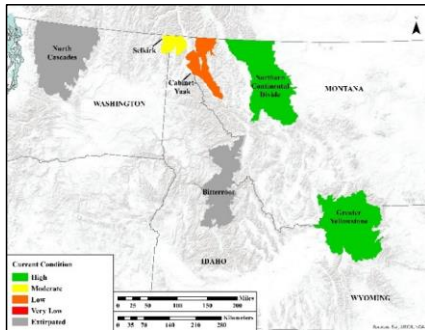 N
North
Cascades
Selkirk
Cabinet-
Yaak
Northern
Continental
Divide
WASHINGTON
MONTANA
Bitterroot
Greater
Yellowstone
IDAHO
WYOMING
Current Condition
High
Moderate
Low
Very Low
Extirpated
Miles
0 25 50 100 150 200
Kilometers
0 35 70 140 210 280